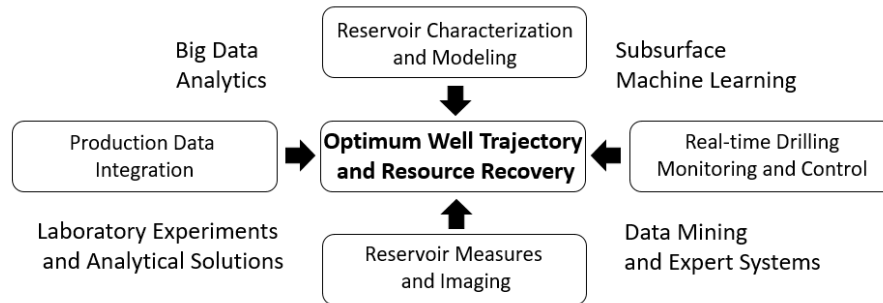 Big Data
Analytics
Reservoir Characterization
and Modeling
Subsurface
Machine Learning
Production Data
Integration
Optimum Well Trajectory
and Resource Recovery
Real-time Drilling
Monitoring and Control
Laboratory Experiments
and Analytical Solutions
Reservoir Measures
and Imaging
Data Mining
and Expert Systems